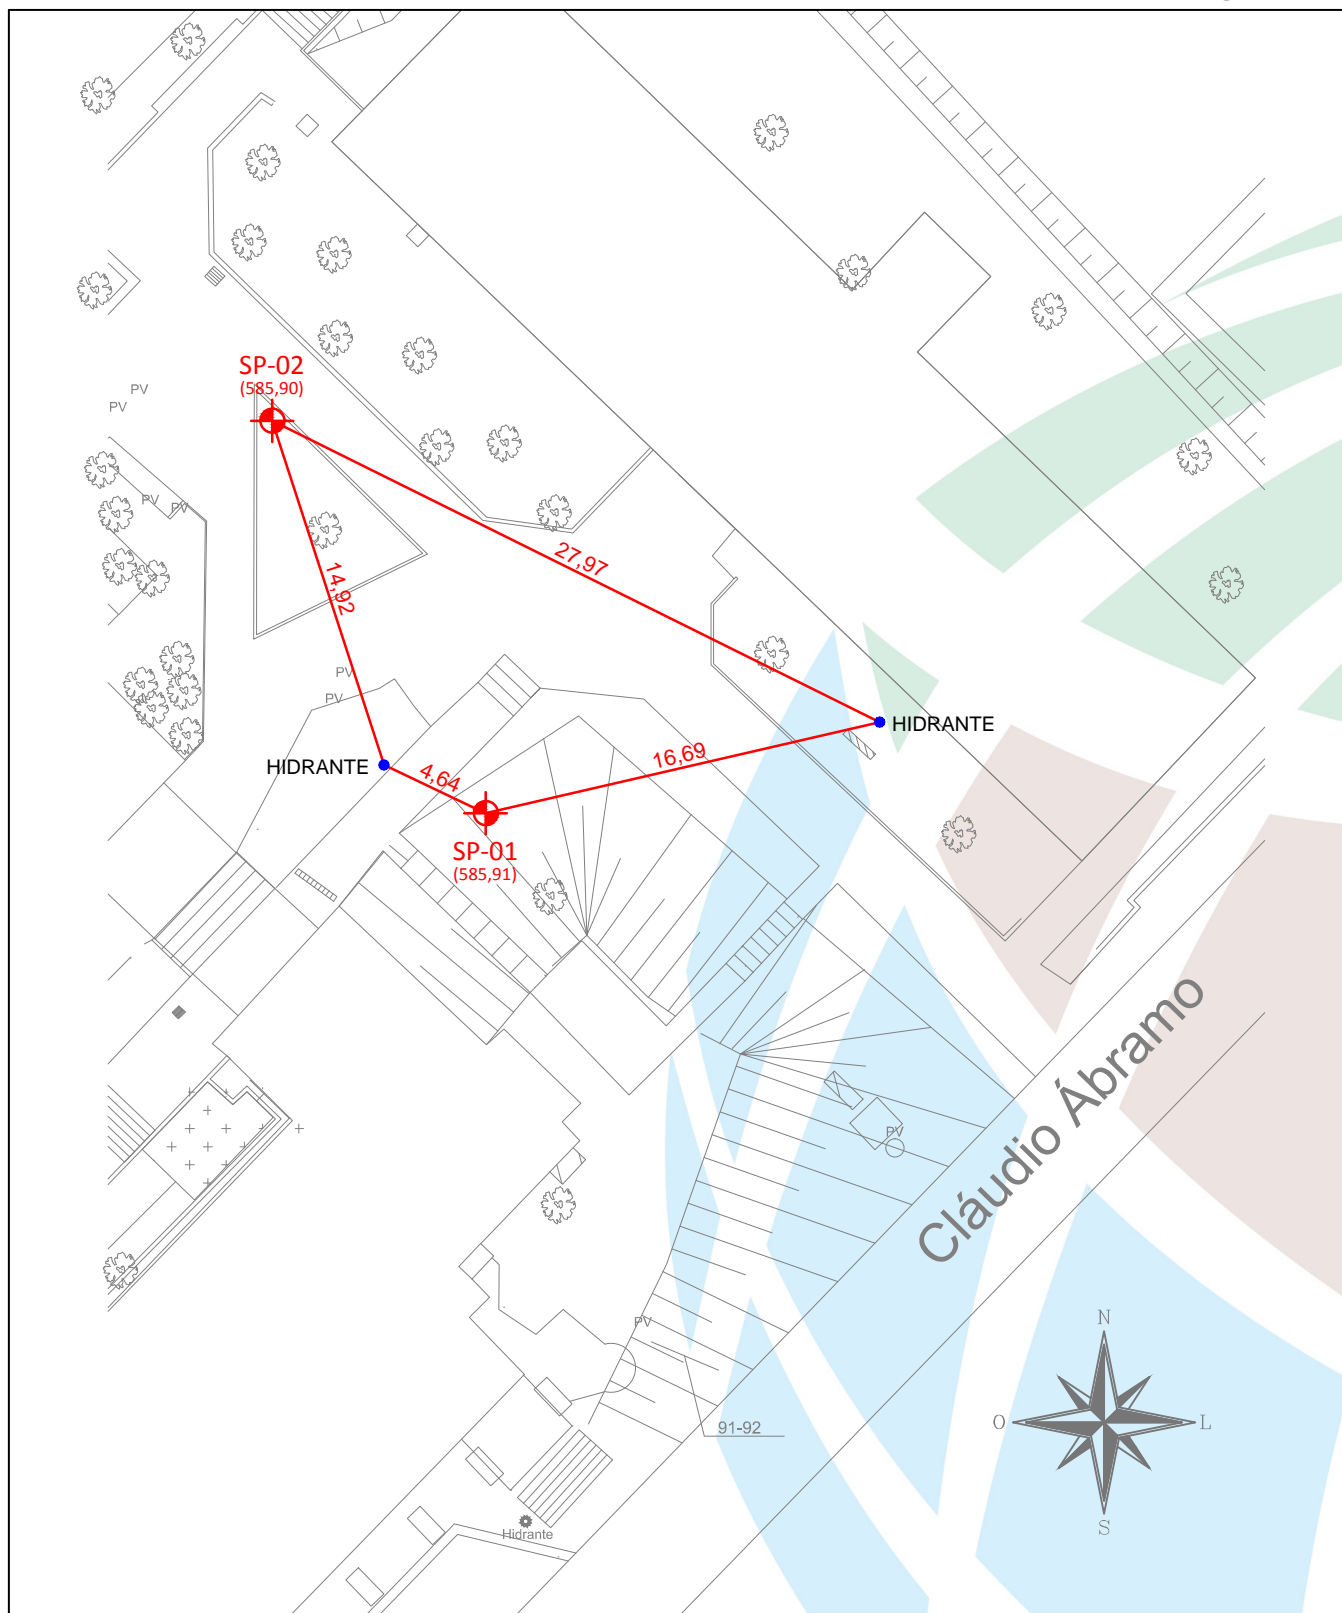 SP-02
(585,90)
PV
PV
PV
PV
27,97
14,92
PV
PV
HIDRANTE
16,69
HIDRANTE
4,64
SP-01
(585,91)
Cláudio Ábramo
PV
PV
N
O
L
S
91-92
Hidrante